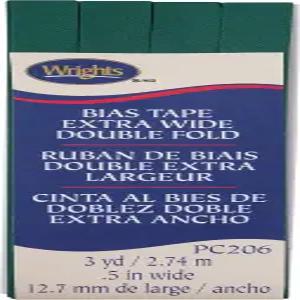 Wrights
BIAS TAPE
EXTRA WIDE
DOUBLE FOLD
RUBAN DE BIAIS
DOUBLE EXTRA
LARGEUR
CINTA AL BIES DE
DOBLEZ DOBLE
EXTRA ANCHO
PC206
3 yd / 2.74 m
.5 in wide
12.7 mm de large / ancho